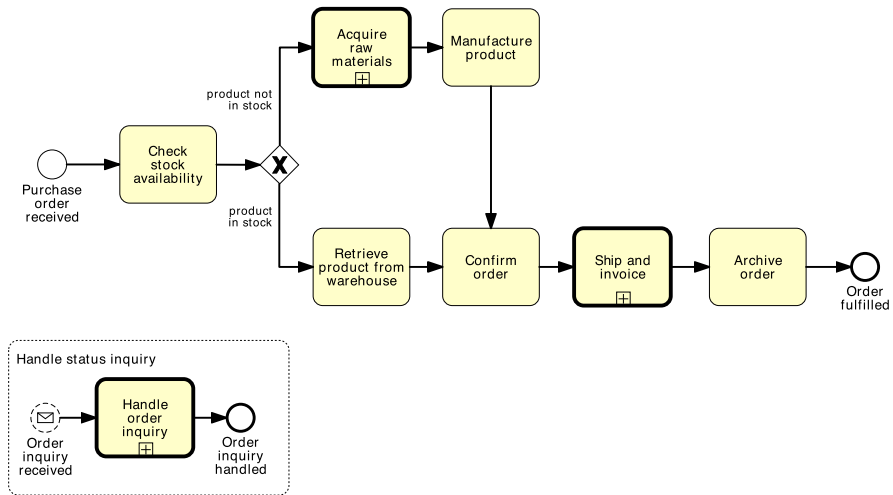 Acquire
raw
materials
Manufacture
product
product not
in stock
Check
stock
availability
X
Purchase
order
received
product
in stock
Retrieve
product from
warehouse
Confirm
order
Ship and
invoice
Archive
order
Order
fulfilled
Handle status inquiry
Handle
order
inquiry
Order
inquiry
received
Order
inquiry
handled